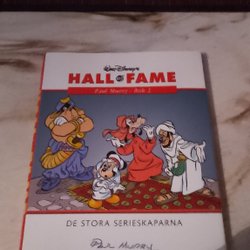 Walt Disney's
HALL OF FAME
Paul Murry - Bok 2
DE STORA SERIESKAPARNA
Paul Murry